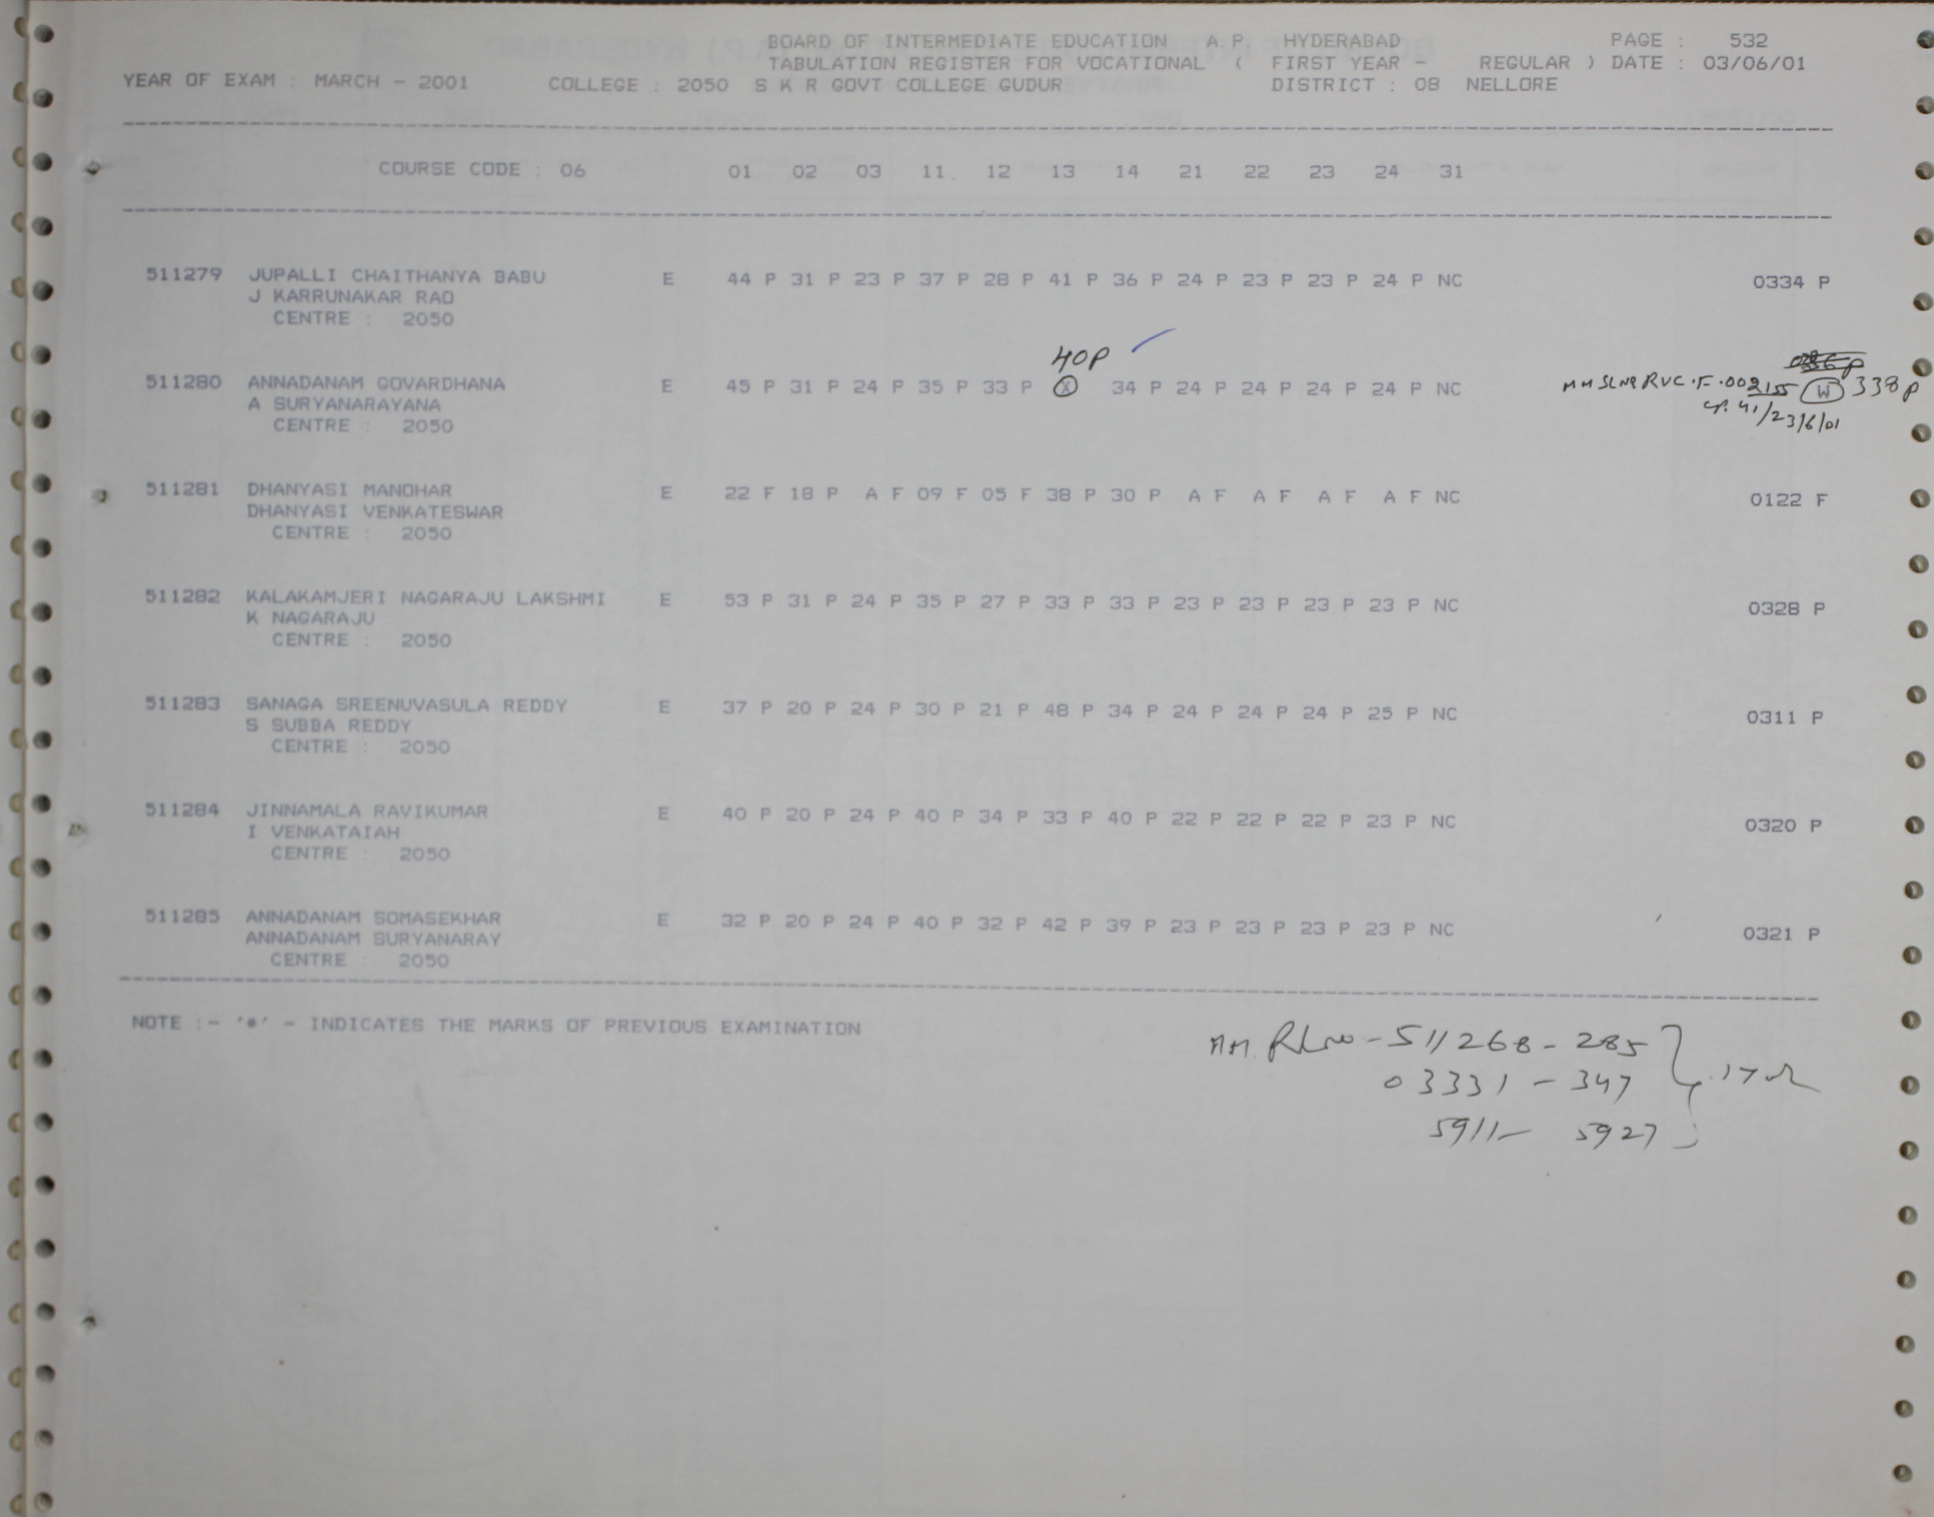 BOARD OF INTERMEDIATE EDUCATION A.P. HYDERABAD PAGE : 532
TABULATION REGISTER FOR VOCATIONAL ( FIRST YEAR - REGULAR ) DATE : 03/06/01
YEAR OF EXAM : MARCH - 2001 COLLEGE : 2050 S K R GOVT COLLEGE GUDUR DISTRICT : 08 NELLORE
COURSE CODE : 06 01 02 03 11 12 13 14 21 22 23 24 31
511279 JUPALLI CHAITHANYA BABU E 44 P 31 P 23 P 37 P 28 P 41 P 36 P 24 P 23 P 23 P 24 P NC 0334 P
J KARRUNAKAR RAO
CENTRE : 2050
40P
511280 ANNADANAM GOVARDHANA E 45 P 31 P 24 P 35 P 33 P X 34 P 24 P 24 P 24 P 24 P NC W 338 P
A SURYANARAYANA
CENTRE : 2050 41/23/6/01
511281 DHANYASI MANOHAR E 22 F 18 P A F 09 F 05 F 38 P 30 P A F A F A F A F NC 0122 F
DHANYASI VENKATESWAR
CENTRE : 2050
511282 KALAKAMJERI NAGARAJU LAKSHMI E 53 P 31 P 24 P 35 P 27 P 33 P 33 P 23 P 23 P 23 P 23 P NC 0328 P
K NAGARAJU
CENTRE : 2050
511283 SANAGA SREENUVASULA REDDY E 37 P 20 P 24 P 30 P 21 P 48 P 34 P 24 P 24 P 24 P 25 P NC 0311 P
S SUBBA REDDY
CENTRE : 2050
511284 JINNAMALA RAVIKUMAR E 40 P 20 P 24 P 40 P 34 P 33 P 40 P 22 P 22 P 22 P 23 P NC 0320 P
I VENKATAIAH
CENTRE : 2050
511285 ANNADANAM SOMASEKHAR E 32 P 20 P 24 P 40 P 32 P 42 P 39 P 23 P 23 P 23 P 23 P NC 0321 P
ANNADANAM SURYANARAY
CENTRE : 2050
NOTE :- '*' - INDICATES THE MARKS OF PREVIOUS EXAMINATION
511268 - 285
03331 - 347
5911 - 5927